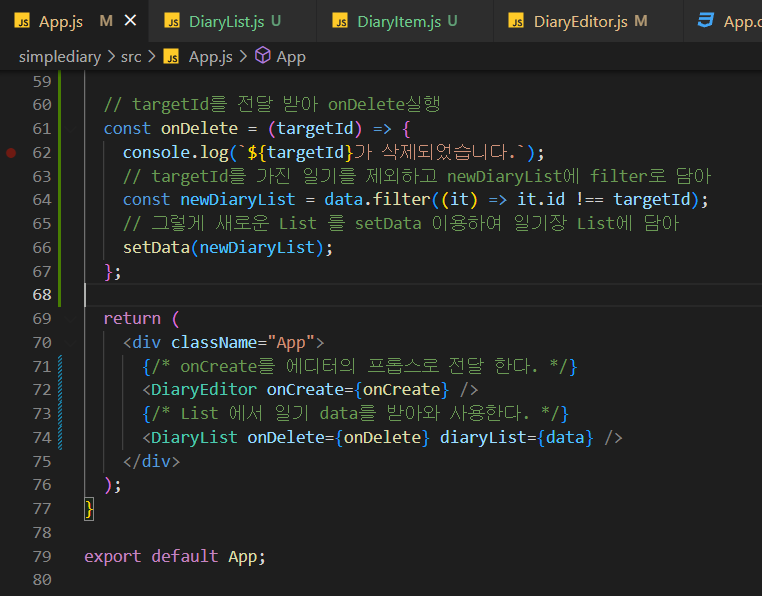 JS App.js M × JS DiaryList.js U JS DiaryItem.js U JS DiaryEditor.js M App.c
simplediary > src > JS App.js > App
59
60 // targetId를 전달 받아 onDelete실행
61 const onDelete = (targetId) => {
62 console.log(`${targetId}가 삭제되었습니다.`);
63 // targetId를 가진 일기를 제외하고 newDiaryList에 filter로 담아
64 const newDiaryList = data.filter((it) => it.id !== targetId);
65 // 그렇게 새로운 List 를 setData 이용하여 일기장 List에 담아
66 setData(newDiaryList);
67 };
68
69 return (
70 <div className="App">
71 {/* onCreate를 에디터의 프롭스로 전달 한다. */}
72 <DiaryEditor onCreate={onCreate} />
73 {/* List 에서 일기 data를 받아와 사용한다. */}
74 <DiaryList onDelete={onDelete} diaryList={data} />
75 </div>
76 );
77 }
78
79 export default App;
80